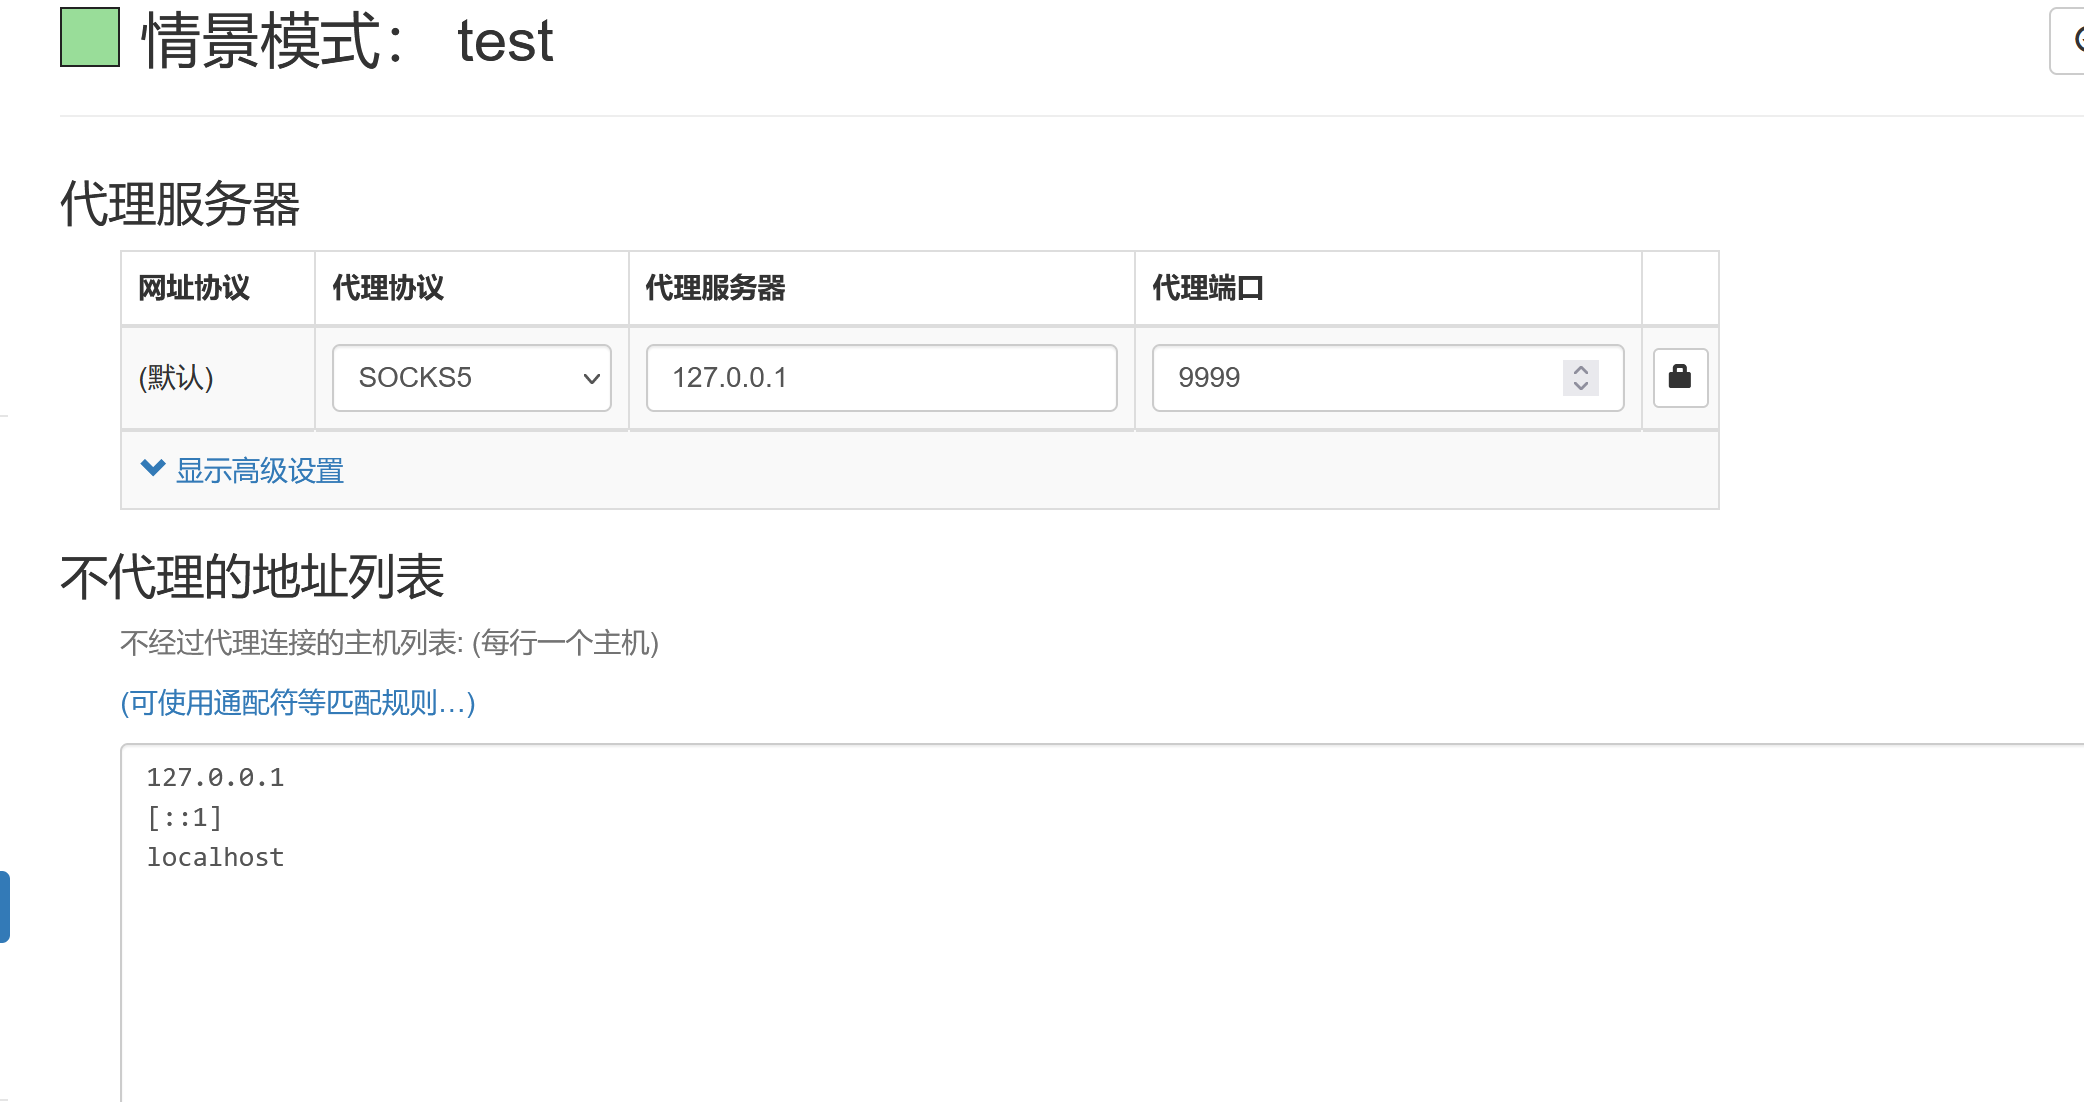 情景模式： test
代理服务器
网址协议 代理协议 代理服务器 代理端口
(默认) SOCKS5 127.0.0.1 9999
显示高级设置
不代理的地址列表
不经过代理连接的主机列表: (每行一个主机)
(可使用通配符等匹配规则…)
127.0.0.1
[::1]
localhost